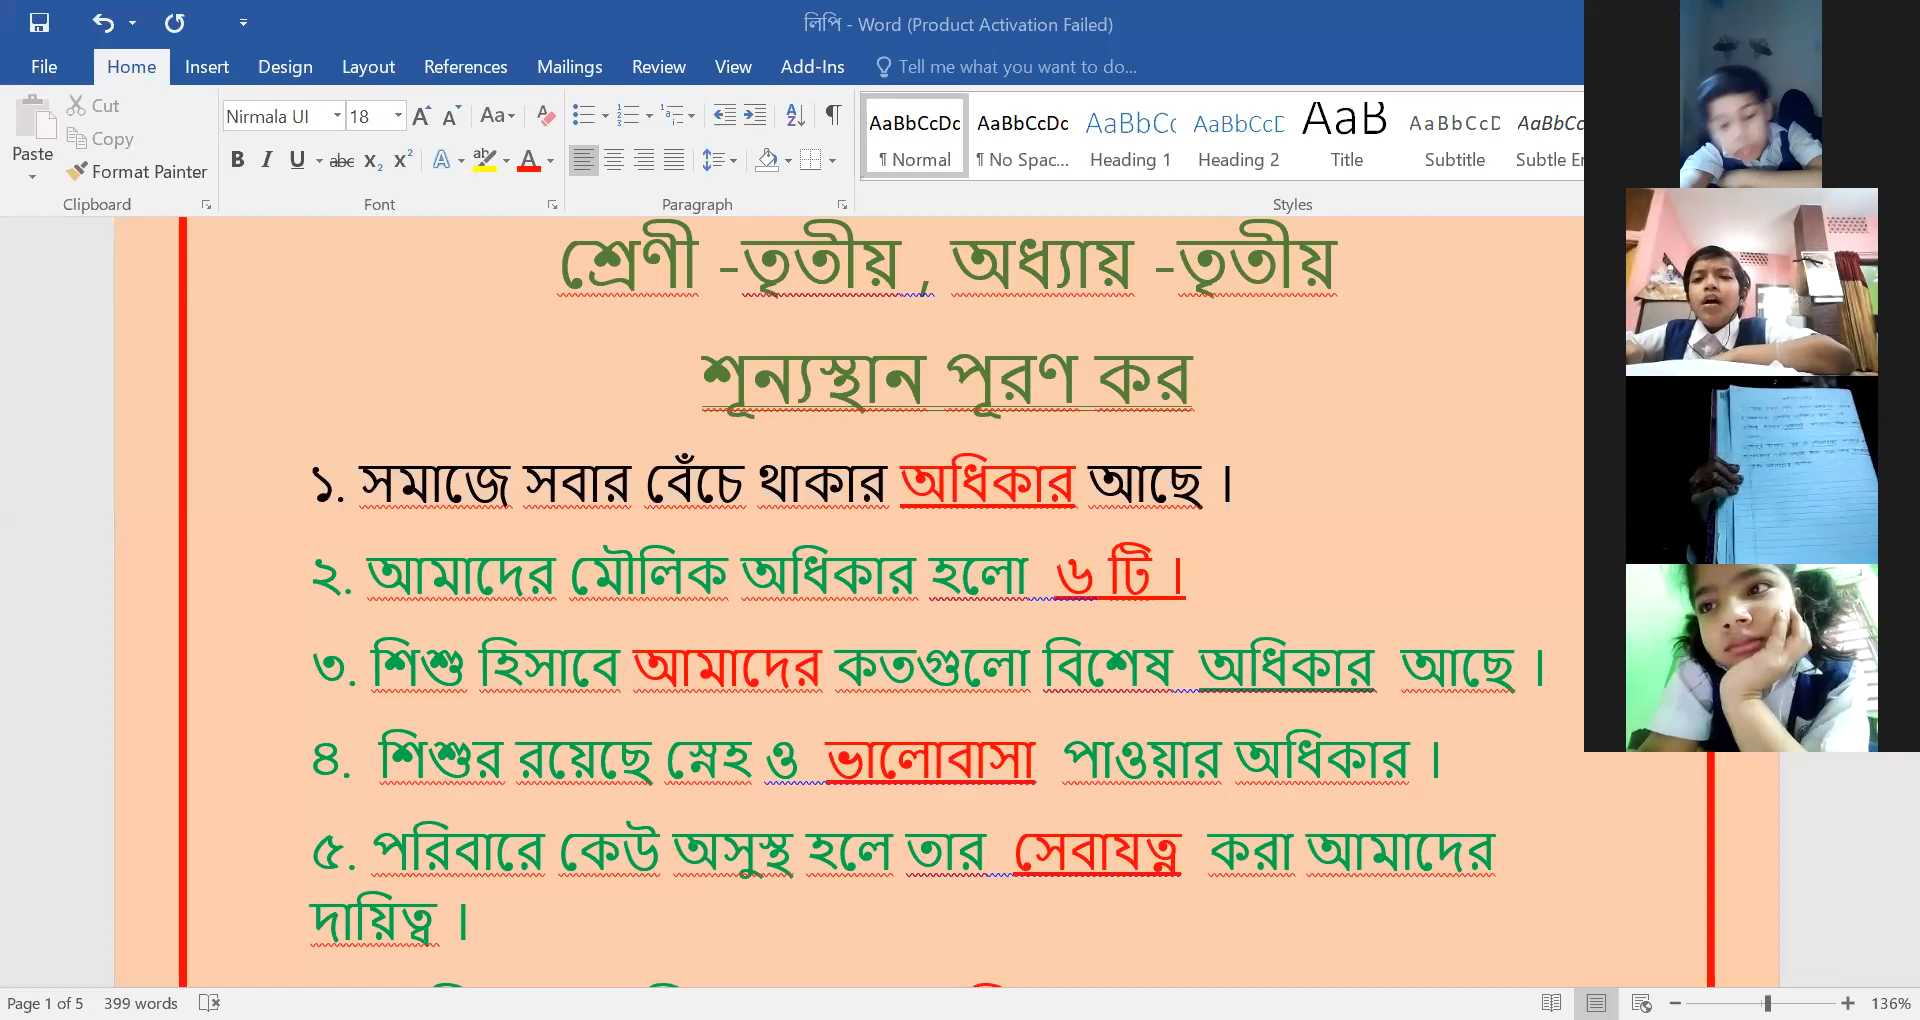 লিপি - Word (Product Activation Failed)
File Home Insert Design Layout References Mailings Review View Add-Ins Tell me what you want to do...
Paste
Cut
Copy
Format Painter
Clipboard
Nirmala UI 18
Font
Paragraph
AaBbCcDc AaBbCcDc AaBbCc AaBbCcD AaB AaBbCcD AaBbCc
¶ Normal ¶ No Spac... Heading 1 Heading 2 Title Subtitle Subtle
Styles
শ্রেণী -তৃতীয় , অধ্যায় -তৃতীয়
শূন্যস্থান পূরণ কর
১. সমাজে সবার বেঁচে থাকার অধিকার আছে ।
২. আমাদের মৌলিক অধিকার হলো ৬ টি ।
৩. শিশু হিসাবে আমাদের কতগুলো বিশেষ অধিকার আছে ।
৪. শিশুর রয়েছে স্নেহ ও ভালোবাসা পাওয়ার অধিকার ।
৫. পরিবারে কেউ অসুস্থ হলে তার সেবাযত্ন করা আমাদের
দায়িত্ব ।
Page 1 of 5 399 words 136%